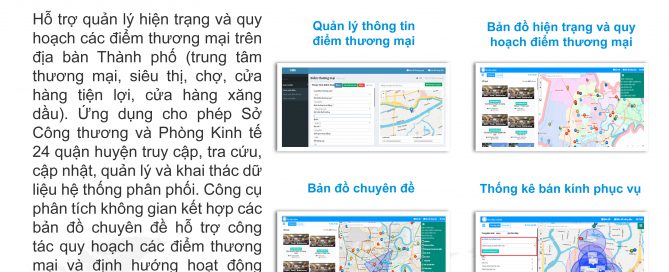 Hỗ trợ quản lý hiện trạng và quy
hoạch các điểm thương mại trên
địa bàn Thành phố (trung tâm
thương mại, siêu thị, chợ, cửa
hàng tiện lợi, cửa hàng xăng
dầu). Ứng dụng cho phép Sở
Công thương và Phòng Kinh tế
24 quận huyện truy cập, tra cứu,
cập nhật, quản lý và khai thác dữ
liệu hệ thống phân phối. Công cụ
phân tích không gian kết hợp các
bản đồ chuyên đề hỗ trợ công
tác quy hoạch các điểm thương
mại và định hướng hoạt động
Quản lý thông tin
điểm thương mại
Bản đồ hiện trạng và quy
hoạch điểm thương mại
Bản đồ chuyên đề
Thống kê bán kính phục vụ